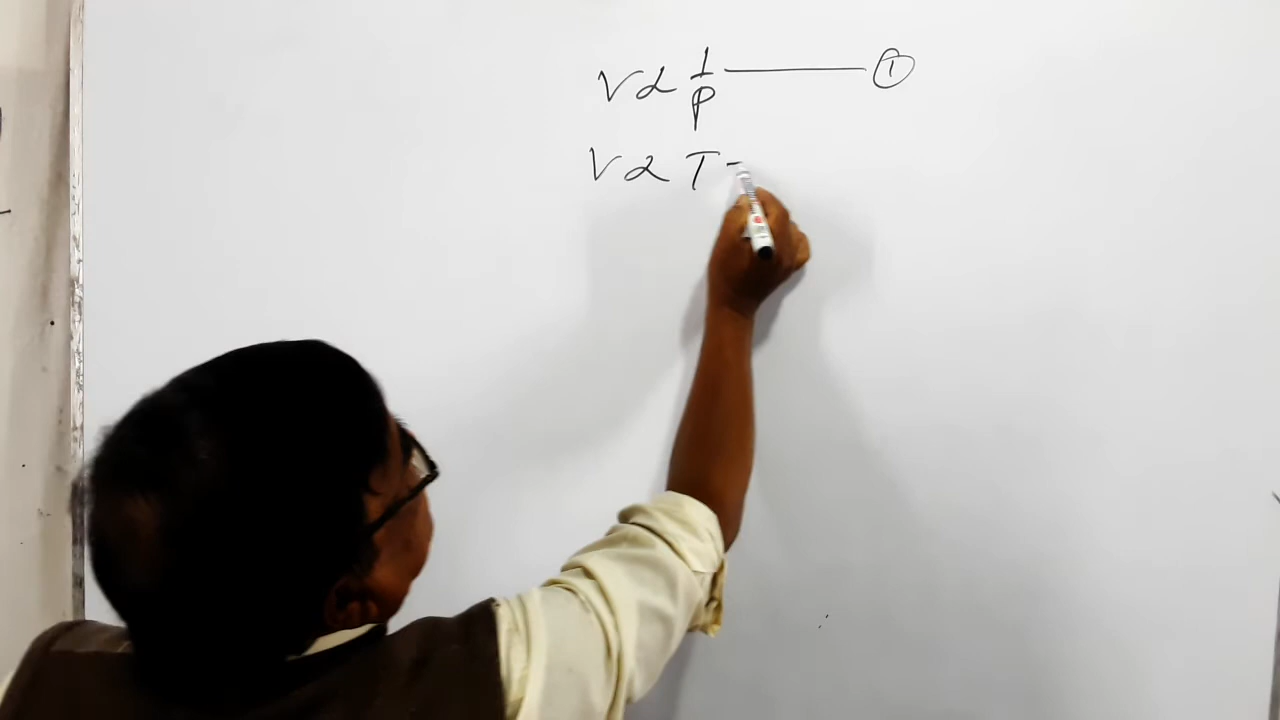 V ∝ 1/P ——— ①
V ∝ T -